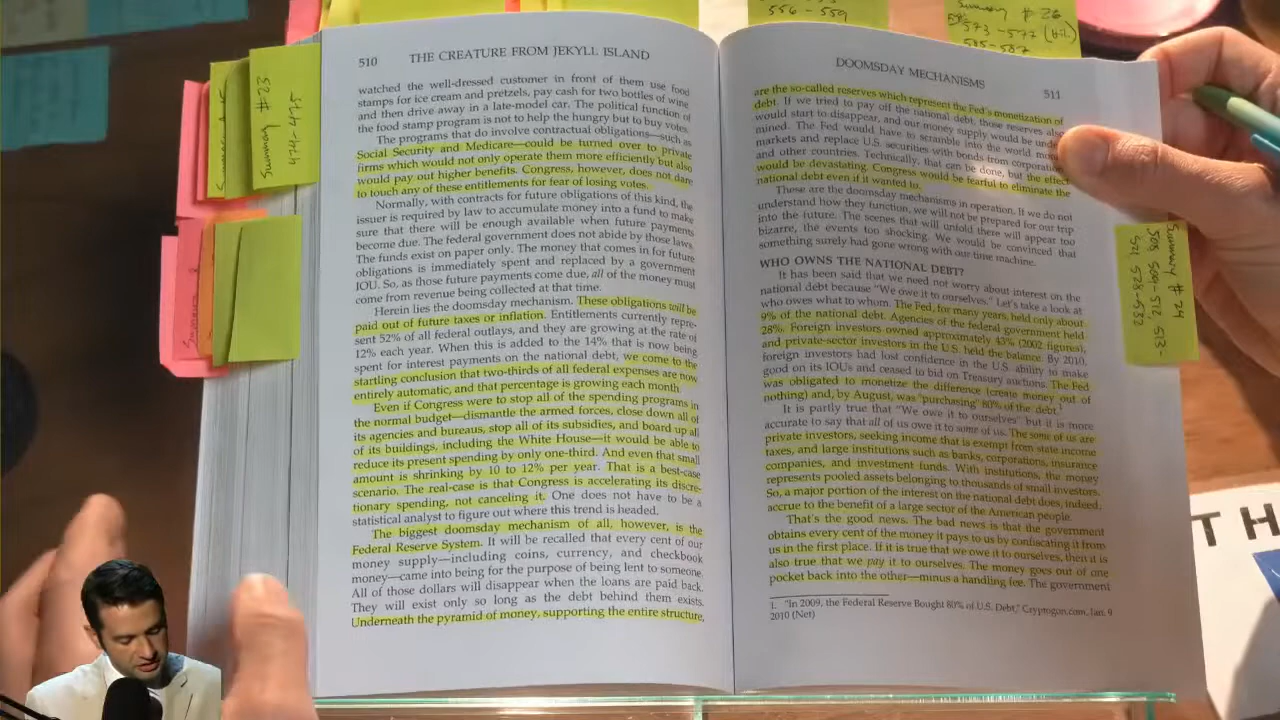 556 - 559
Summary # 26
573 - 577 (bil)
585-587
Summary # 23
474-475
510 THE CREATURE FROM JEKYLL ISLAND
watched the well-dressed customer in front of them use food
stamps for ice cream and pretzels, pay cash for two bottles of wine
and then drive away in a late-model car. The political function of
the food stamp program is not to help the hungry but to buy votes.
The programs that do involve contractual obligations—such as
Social Security and Medicare—could be turned over to private
firms which would not only operate them more efficiently but also
would pay out higher benefits. Congress, however, does not dare
to touch any of these entitlements for fear of losing votes.
Normally, with contracts for future obligations of this kind, the
issuer is required by law to accumulate money into a fund to make
sure that there will be enough available when future payments
become due. The federal government does not abide by those laws.
The funds exist on paper only. The money that comes in for future
obligations is immediately spent and replaced by a government
IOU. So, as those future payments come due, all of the money must
come from revenue being collected at that time.
Herein lies the doomsday mechanism. These obligations will be
paid out of future taxes or inflation. Entitlements currently repre-
sent 52% of all federal outlays, and they are growing at the rate of
12% each year. When this is added to the 14% that is now being
spent for interest payments on the national debt, we come to the
startling conclusion that two-thirds of all federal expenses are now
entirely automatic, and that percentage is growing each month.
Even if Congress were to stop all of the spending programs in
the normal budget—dismantle the armed forces, close down all of
its agencies and bureaus, stop all of its subsidies, and board up all
of its buildings, including the White House—it would be able to
reduce its present spending by only one-third. And even that small
amount is shrinking by 10 to 12% per year. That is a best-case
scenario. The real-case is that Congress is accelerating its discre-
tionary spending, not canceling it. One does not have to be a
statistical analyst to figure out where this trend is headed.
The biggest doomsday mechanism of all, however, is the
Federal Reserve System. It will be recalled that every cent of our
money supply—including coins, currency, and checkbook
money—came into being for the purpose of being lent to someone.
All of those dollars will disappear when the loans are paid back.
They will exist only so long as the debt behind them exists.
Underneath the pyramid of money, supporting the entire structure,
DOOMSDAY MECHANISMS 511
are the so-called reserves which represent the Fed's monetization of
debt. If we tried to pay off the national debt, those reserves also
would start to disappear, and our money supply would be under-
mined. The Fed would have to scramble into the world money
markets and replace U.S. securities with bonds from corporations
and other countries. Technically, that can be done, but the effect
would be devastating. Congress would be fearful to eliminate the
national debt even if it wanted to.
These are the doomsday mechanisms in operation. If we do not
understand how they function, we will not be prepared for our trip
into the future. The scenes that will unfold there will appear too
bizarre, the events too shocking. We would be convinced that
something surely had gone wrong with our time machine.
WHO OWNS THE NATIONAL DEBT?
It has been said that we need not worry about interest on the
national debt because "We owe it to ourselves." Let's take a look at
who owes what to whom. The Fed, for many years, held only about
9% of the national debt. Agencies of the federal government held
28%. Foreign investors owned approximately 43% (2002 figures),
and private-sector investors in the U.S. held the balance. By 2010,
foreign investors had lost confidence in the U.S. ability to make
good on its IOUs and ceased to bid on Treasury auctions. The Fed
was obligated to monetize the difference (create money out of
nothing) and, by August, was "purchasing" 80% of the debt.1
It is partly true that "We owe it to ourselves" but it is more
accurate to say that all of us owe it to some of us. The some of us are
private investors, seeking income that is exempt from state income
taxes, and large institutions such as banks, corporations, insurance
companies, and investment funds. With institutions, the money
represents pooled assets belonging to thousands of small investors.
So, a major portion of the interest on the national debt does, indeed,
accrue to the benefit of a large sector of the American people.
That's the good news. The bad news is that the government
obtains every cent of the money it pays to us by confiscating it from
us in the first place. If it is true that we owe it to ourselves, then it is
also true that we pay it to ourselves. The money goes out of one
pocket back into the other—minus a handling fee. The government
1. "In 2009, the Federal Reserve Bought 80% of U.S. Debt," Cryptogon.com, Jan. 9
2010 (Net)
Summary # 24
508, 509-512, 513-
521, 528-532
TH